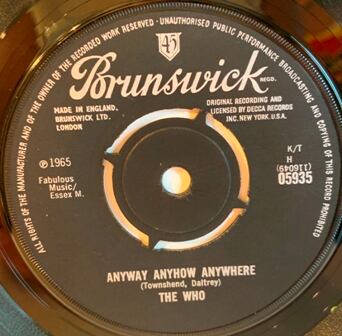 ALL RIGHTS OF THE MANUFACTURER AND OF THE OWNER OF THE RECORDED WORK RESERVED · UNAUTHORISED PUBLIC PERFORMANCE BROADCASTING AND COPYING OF THIS RECORD PROHIBITED
45
Brunswick REGD.
MADE IN ENGLAND.
BRUNSWICK LTD.
LONDON
ORIGINAL RECORDING AND
LICENSED BY DECCA RECORDS
INC. NEW YORK. U.S.A.
℗1965
Fabulous
Music/
Essex M.
K/T
H
(116049)
05935
ANYWAY ANYHOW ANYWHERE
(Townshend, Daltrey)
THE WHO